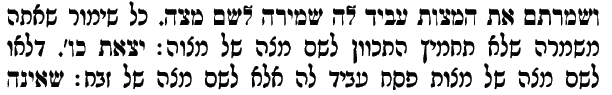 ושמרתם את המצות עביד לה שמירה לשם מצה. כל שימור שאתה
משמרה שלא תחמיץ התכוון לשם מצה של מצוה: יצאת כו'. דלאו
לשם מצה של מצות פסח עביד לה אלא לשם מצה של זבח: שאינה